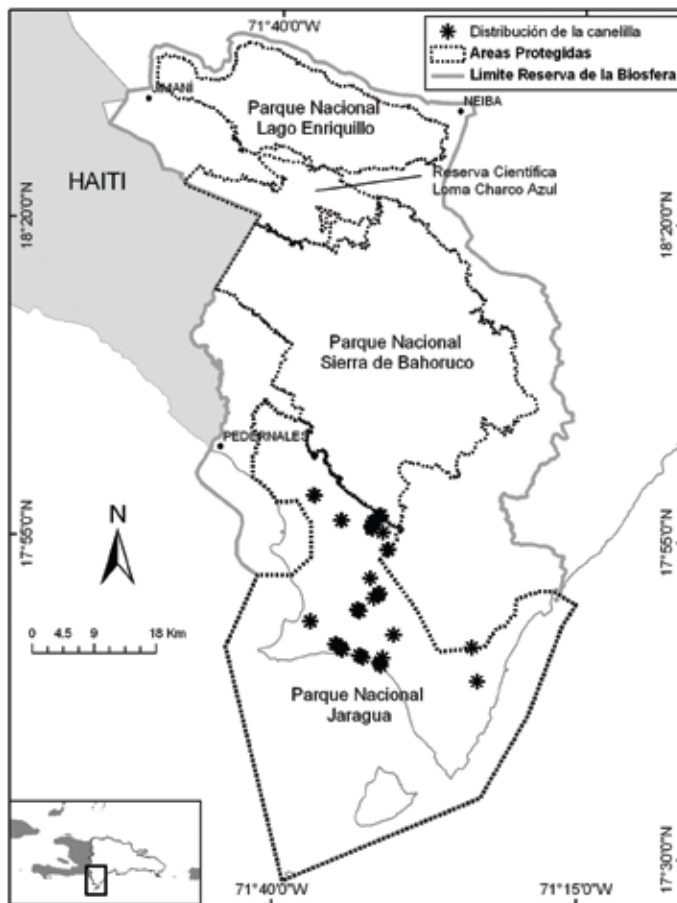 71°40'0"W
Distribución de la canelilla
Areas Protegidas
Limite Reserva de la Biosfera
JIMANÍ
NEIBA
Parque Nacional
Lago Enriquillo
HAITI
Reserva Científica
Loma Charco Azul
18°20'0"N
18°20'0"N
Parque Nacional
Sierra de Bahoruco
PEDERNALES
N
17°55'0"N
17°55'0"N
0 4.5 9 18 Km
Parque Nacional
Jaragua
17°30'0"N
71°40'0"W
71°15'0"W